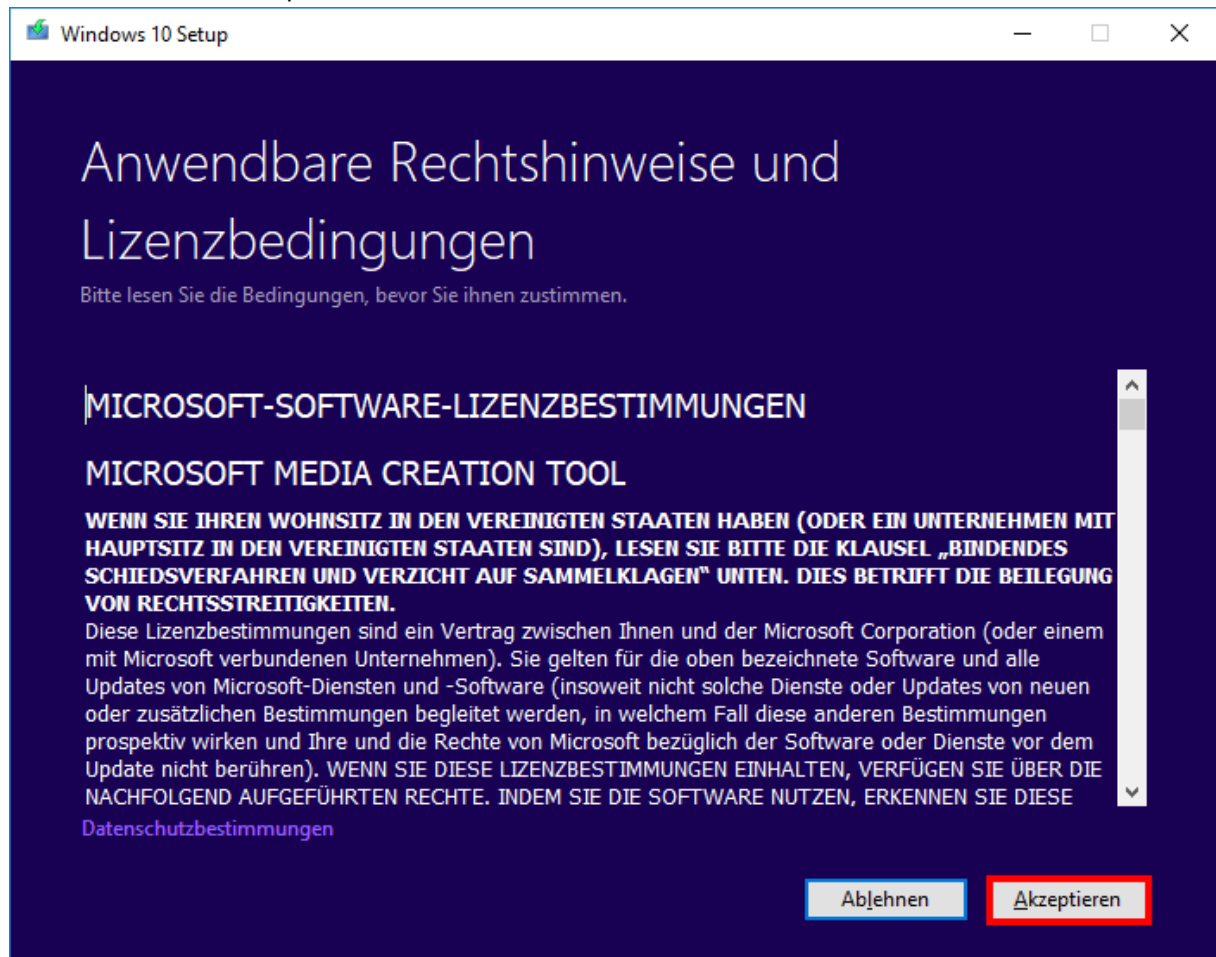 Windows 10 Setup
Anwendbare Rechtshinweise und
Lizenzbedingungen
Bitte lesen Sie die Bedingungen, bevor Sie ihnen zustimmen.
MICROSOFT-SOFTWARE-LIZENZBESTIMMUNGEN
MICROSOFT MEDIA CREATION TOOL
WENN SIE IHREN WOHNSITZ IN DEN VEREINIGTEN STAATEN HABEN (ODER EIN UNTERNEHMEN MIT
HAUPTSITZ IN DEN VEREINIGTEN STAATEN SIND), LESEN SIE BITTE DIE KLAUSEL „BINDENDES
SCHIEDSVERFAHREN UND VERZICHT AUF SAMMELKLAGEN“ UNTEN. DIES BETRIFFT DIE BEILEGUNG
VON RECHTSSTREITIGKEITEN.
Diese Lizenzbestimmungen sind ein Vertrag zwischen Ihnen und der Microsoft Corporation (oder einem
mit Microsoft verbundenen Unternehmen). Sie gelten für die oben bezeichnete Software und alle
Updates von Microsoft-Diensten und -Software (insoweit nicht solche Dienste oder Updates von neuen
oder zusätzlichen Bestimmungen begleitet werden, in welchem Fall diese anderen Bestimmungen
prospektiv wirken und Ihre und die Rechte von Microsoft bezüglich der Software oder Dienste vor dem
Update nicht berühren). WENN SIE DIESE LIZENZBESTIMMUNGEN EINHALTEN, VERFÜGEN SIE ÜBER DIE
NACHFOLGEND AUFGEFÜHRTEN RECHTE. INDEM SIE DIE SOFTWARE NUTZEN, ERKENNEN SIE DIESE
Datenschutzbestimmungen
Ablehnen Akzeptieren